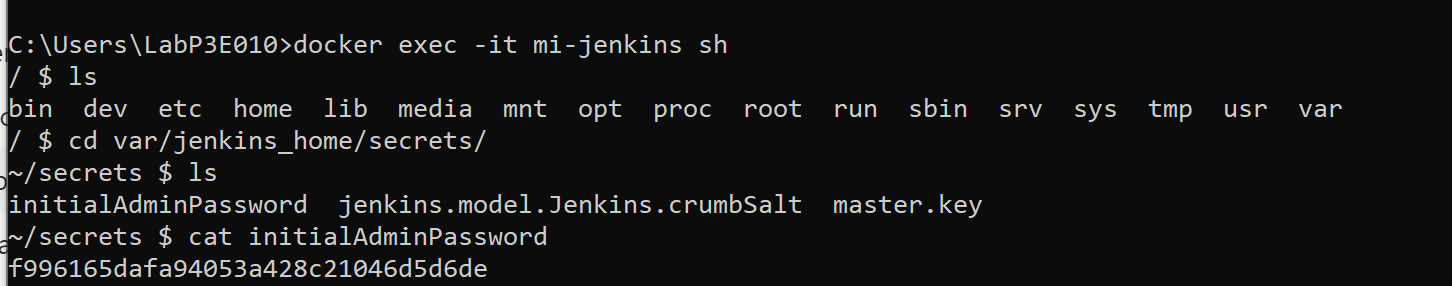 C:\Users\LabP3E010>docker exec -it mi-jenkins sh
/ $ ls
bin  dev  etc  home  lib  media  mnt  opt  proc  root  run  sbin  srv  sys  tmp  usr  var
/ $ cd var/jenkins_home/secrets/
~/secrets $ ls
initialAdminPassword  jenkins.model.Jenkins.crumbSalt  master.key
~/secrets $ cat initialAdminPassword
f996165dafa94053a428c21046d5d6de